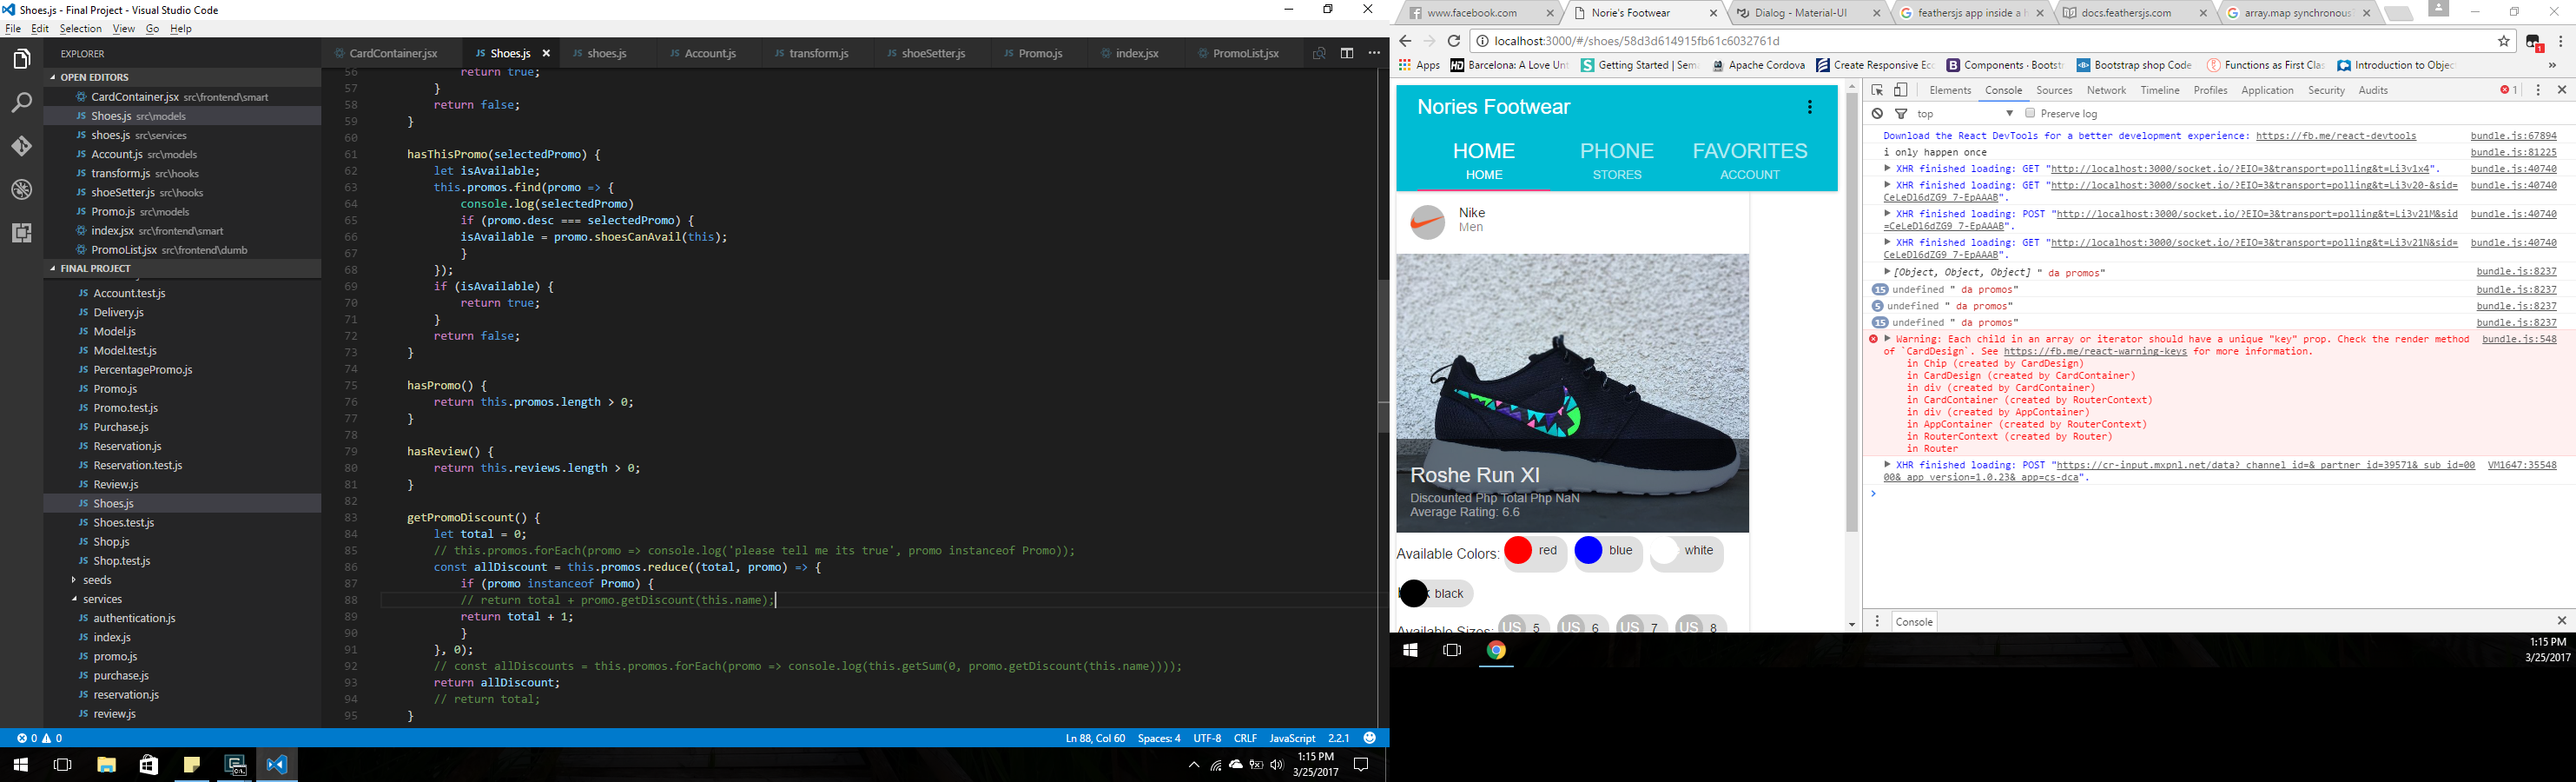 Shoes.js - Final Project - Visual Studio Code
File Edit Selection View Go Help
EXPLORER
OPEN EDITORS
CardContainer.jsx src\frontend\smart
Shoes.js src\models
shoes.js src\services
Account.js src\models
transform.js src\hooks
shoeSetter.js src\hooks
Promo.js src\models
index.jsx src\frontend\smart
PromoList.jsx src\frontend\dumb
FINAL PROJECT
Account.test.js
Delivery.js
Model.js
Model.test.js
PercentagePromo.js
Promo.js
Promo.test.js
Purchase.js
Reservation.js
Reservation.test.js
Review.js
Shoes.js
Shoes.test.js
Shop.js
Shop.test.js
seeds
services
authentication.js
index.js
promo.js
purchase.js
reservation.js
review.js
CardContainer.jsx Shoes.js shoes.js Account.js transform.js shoeSetter.js Promo.js index.jsx PromoList.jsx
56 return true;
57 }
58 return false;
59 }
60
61 hasThisPromo(selectedPromo) {
62 let isAvailable;
63 this.promos.find(promo => {
64 console.log(selectedPromo)
65 if (promo.desc === selectedPromo) {
66 isAvailable = promo.shoesCanAvail(this);
67 }
68 });
69 if (isAvailable) {
70 return true;
71 }
72 return false;
73 }
74
75 hasPromo() {
76 return this.promos.length > 0;
77 }
78
79 hasReview() {
80 return this.reviews.length > 0;
81 }
82
83 getPromoDiscount() {
84 let total = 0;
85 // this.promos.forEach(promo => console.log('please tell me its true', promo instanceof Promo));
86 const allDiscount = this.promos.reduce((total, promo) => {
87 if (promo instanceof Promo) {
88 // return total + promo.getDiscount(this.name);
89 return total + 1;
90 }
91 }, 0);
92 // const allDiscounts = this.promos.forEach(promo => console.log(this.getSum(0, promo.getDiscount(this.name))));
93 return allDiscount;
94 // return total;
95 }
0 0
Ln 88, Col 60 Spaces: 4 UTF-8 CRLF JavaScript 2.2.1
1:15 PM
3/25/2017
www.facebook.com Norie's Footwear Dialog - Material-UI feathersjs app inside a docs.feathersjs.com array.map synchronous
localhost:3000/#/shoes/58d3d614915fb61c6032761d
Apps Barcelona: A Love Unt Getting Started | Sem Apache Cordova Create Responsive Ec Components · Bootst Bootstrap shop Code Functions as First Clas Introduction to Objec »
Nories Footwear
HOME PHONE FAVORITES
HOME STORES ACCOUNT
Nike
Men
Roshe Run XI
Discounted Php Total Php NaN
Average Rating: 6.6
Available Colors: red blue white
black
Available Sizes: US 5 US 6 US 7 US 8
Elements Console Sources Network Timeline Profiles Application Security Audits 1
top Preserve log
Download the React DevTools for a better development experience: https://fb.me/react-devtools bundle.js:67894
i only happen once bundle.js:81225
XHR finished loading: GET "http://localhost:3000/socket.io/?EIO=3&transport=polling&t=Li3v1x4". bundle.js:40740
XHR finished loading: GET "http://localhost:3000/socket.io/?EIO=3&transport=polling&t=Li3v20-&sid= bundle.js:40740
CeLeDl6dZG9_7-EpAAAB".
XHR finished loading: POST "http://localhost:3000/socket.io/?EIO=3&transport=polling&t=Li3v21M&sid bundle.js:40740
=CeLeDl6dZG9_7-EpAAAB".
XHR finished loading: GET "http://localhost:3000/socket.io/?EIO=3&transport=polling&t=Li3v21N&sid= bundle.js:40740
CeLeDl6dZG9_7-EpAAAB".
[Object, Object, Object] " da promos" bundle.js:8237
15 undefined " da promos" bundle.js:8237
5 undefined " da promos" bundle.js:8237
15 undefined " da promos" bundle.js:8237
Warning: Each child in an array or iterator should have a unique "key" prop. Check the render method bundle.js:548
of `CardDesign`. See https://fb.me/react-warning-keys for more information.
in Chip (created by CardDesign)
in CardDesign (created by CardContainer)
in div (created by CardContainer)
in CardContainer (created by RouterContext)
in div (created by AppContainer)
in AppContainer (created by RouterContext)
in RouterContext (created by Router)
in Router
XHR finished loading: POST "https://cr-input.mxpnl.net/data?_channel_id=&_partner_id=39571&_sub_id=00 VM1647:35548
00&_app_version=1.0.23&_app=cs-dca".
Console
1:15 PM
3/25/2017